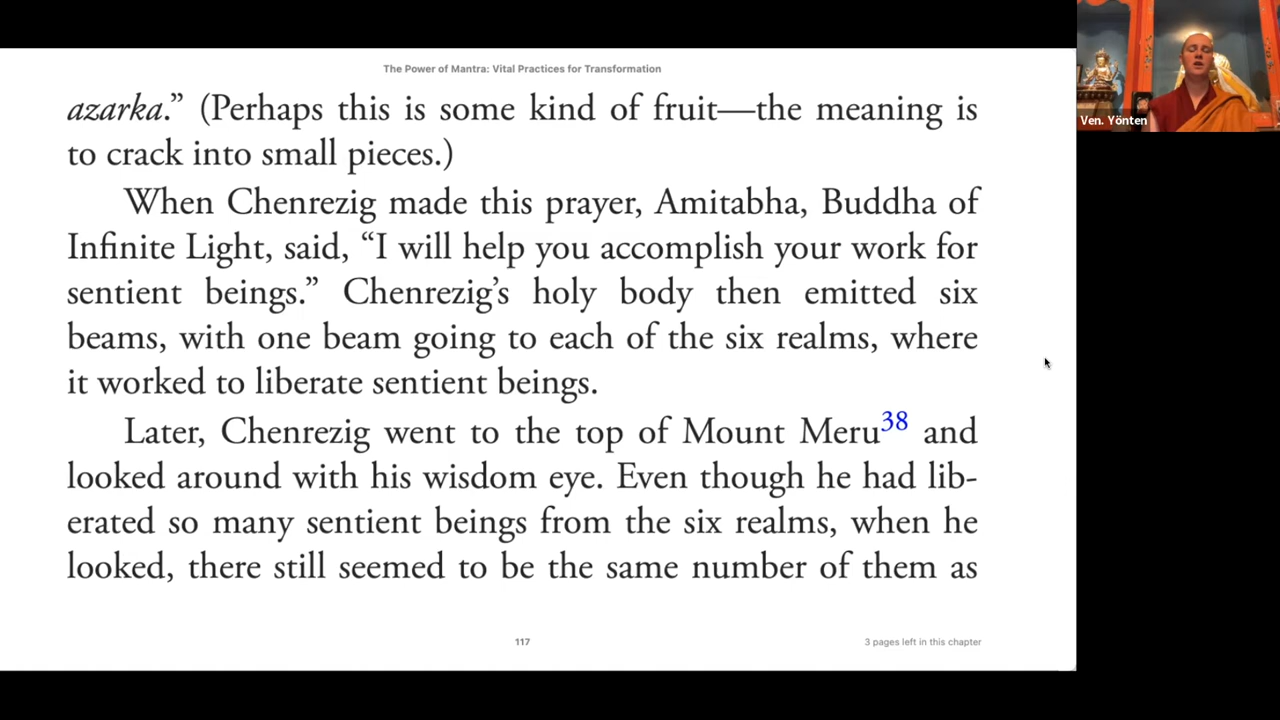 The Power of Mantra: Vital Practices for Transformation
azarka.” (Perhaps this is some kind of fruit—the meaning is
to crack into small pieces.)
When Chenrezig made this prayer, Amitabha, Buddha of
Infinite Light, said, “I will help you accomplish your work for
sentient beings.” Chenrezig’s holy body then emitted six
beams, with one beam going to each of the six realms, where
it worked to liberate sentient beings.
Later, Chenrezig went to the top of Mount Meru38 and
looked around with his wisdom eye. Even though he had lib-
erated so many sentient beings from the six realms, when he
looked, there still seemed to be the same number of them as
117
3 pages left in this chapter
Ven. Yönten